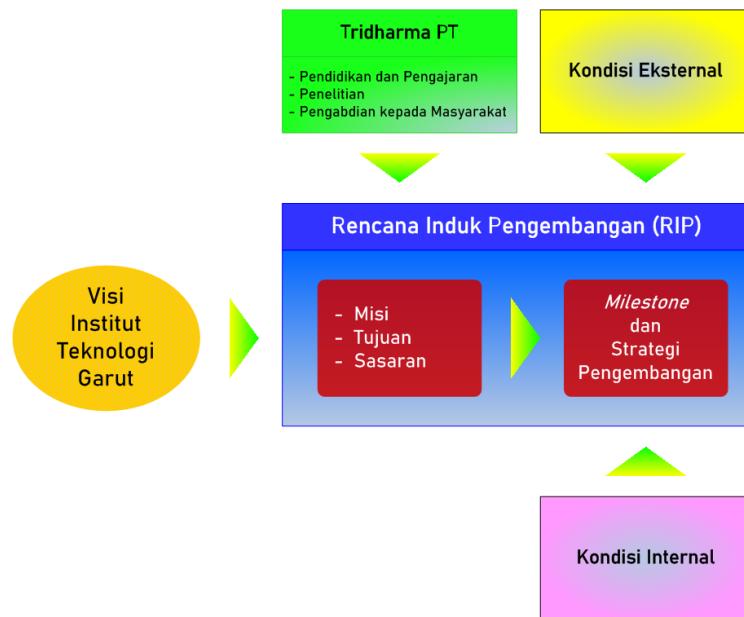 Tridharma PT
- Pendidikan dan Pengajaran
- Penelitian
- Pengabdian kepada Masyarakat
Kondisi Eksternal
Rencana Induk Pengembangan (RIP)
Visi
Institut
Teknologi
Garut
- Misi
- Tujuan
- Sasaran
Milestone
dan
Strategi
Pengembangan
Kondisi Internal